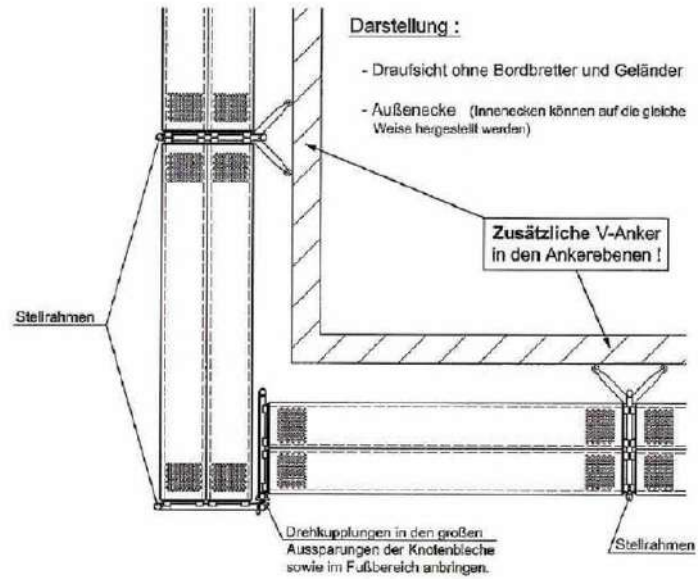 Darstellung :
- Draufsicht ohne Bordbretter und Geländer
- Außenecke (Innenecken können auf die gleiche
Weise hergestellt werden)
Zusätzliche V-Anker
in den Ankerebenen !
Stellrahmen
Drehkupplungen in den großen
Aussparungen der Knotenbleche
sowie im Fußbereich anbringen.
Stellrahmen